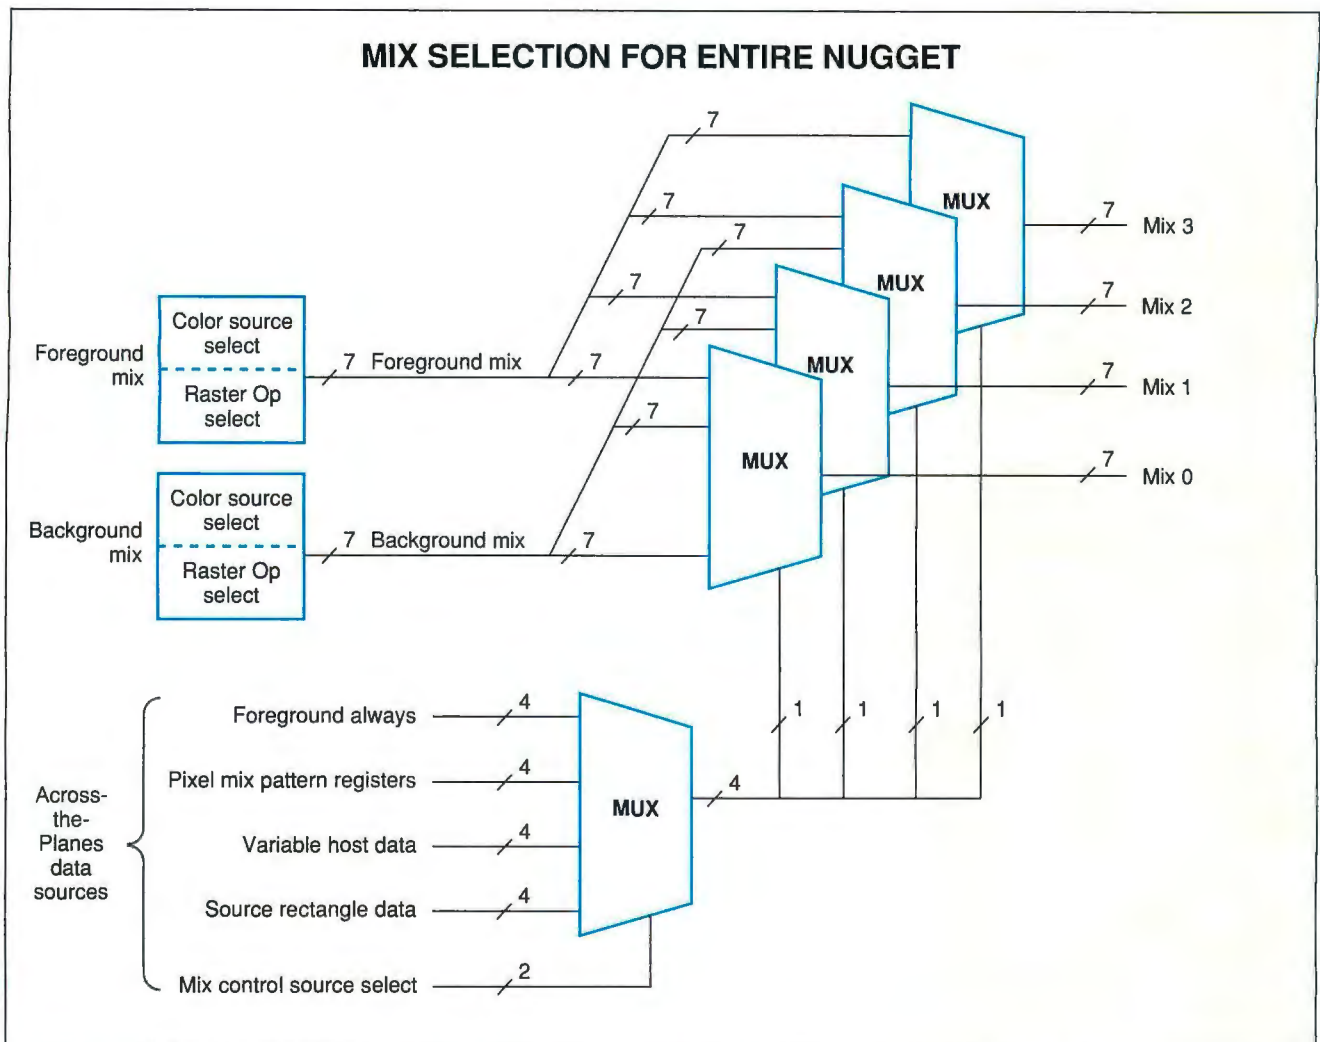 MIX SELECTION FOR ENTIRE NUGGET
7
MUX
7
Mix 3
7
7
MUX
7
Mix 2
7
7
MUX
7
Mix 1
Foreground
mix
Color source
select
Raster Op
select
7
Foreground mix
7
7
MUX
7
Mix 0
Background
mix
Color source
select
Raster Op
select
7
Background mix
7
1
1
1
1
Across-
the-
Planes
data
sources
Foreground always
4
Pixel mix pattern registers
4
Variable host data
4
Source rectangle data
4
Mix control source select
2
MUX
4